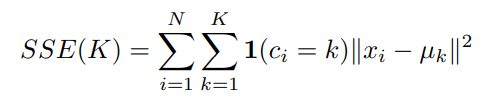 SSE(K) = \sum_{i=1}^{N} \sum_{k=1}^{K} \mathbf{1}(c_i = k) \| x_i - \mu_k \|^2